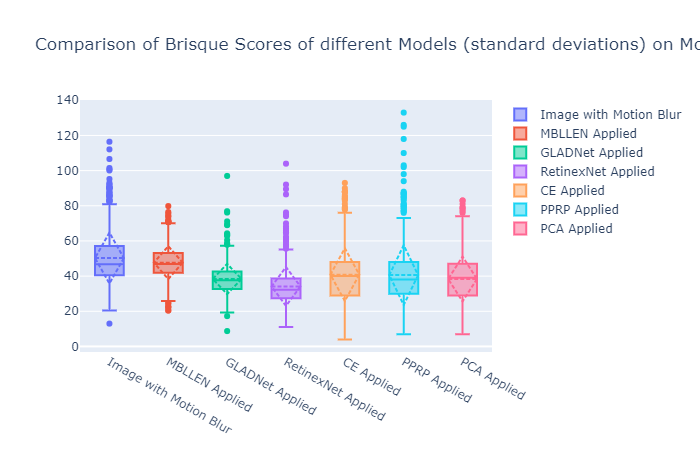 Comparison of Brisque Scores of different Models (standard deviations) on
140
120
100
80
60
40
20
0
Image with Motion Blur
MBLLEN Applied
GLADNet Applied
RetinexNet Applied
CE Applied
PPRP Applied
PCA Applied
Image with Motion Blur
MBLLEN Applied
GLADNet Applied
RetinexNet Applied
CE Applied
PPRP Applied
PCA Applied